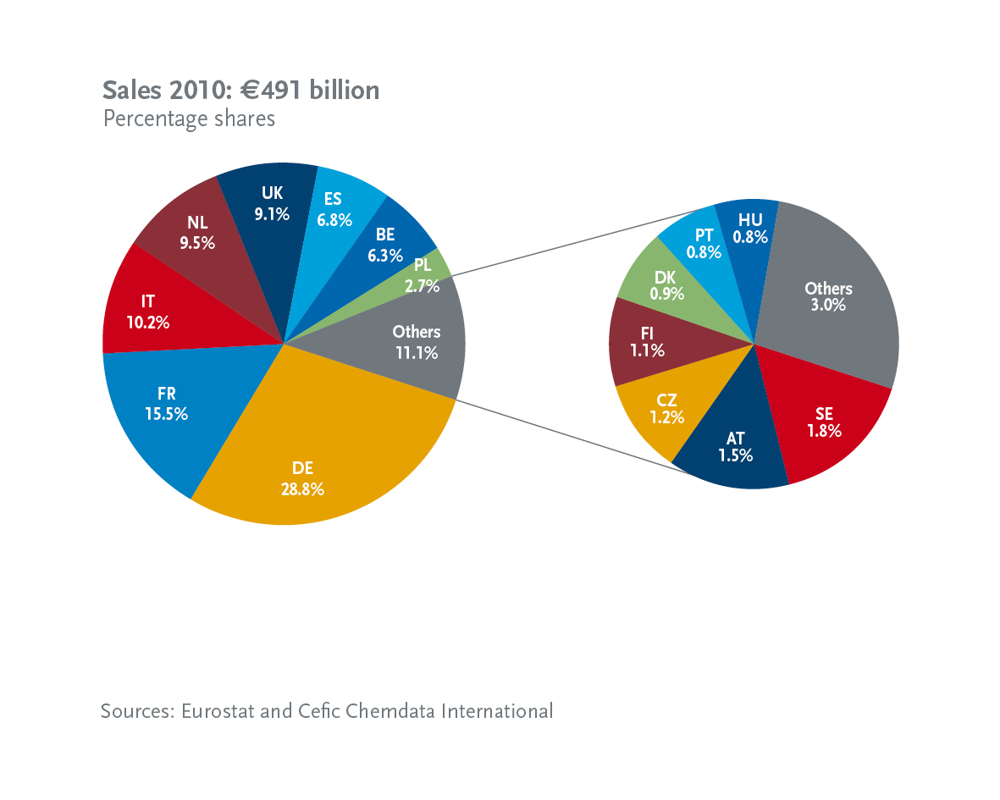 Sales 2010: €491 billion
Percentage shares
UK
9.1%
ES
6.8%
BE
6.3%
PL
2.7%
Others
11.1%
DE
28.8%
FR
15.5%
IT
10.2%
NL
9.5%
HU
0.8%
Others
3.0%
SE
1.8%
AT
1.5%
CZ
1.2%
FI
1.1%
DK
0.9%
PT
0.8%
Sources: Eurostat and Cefic Chemdata International